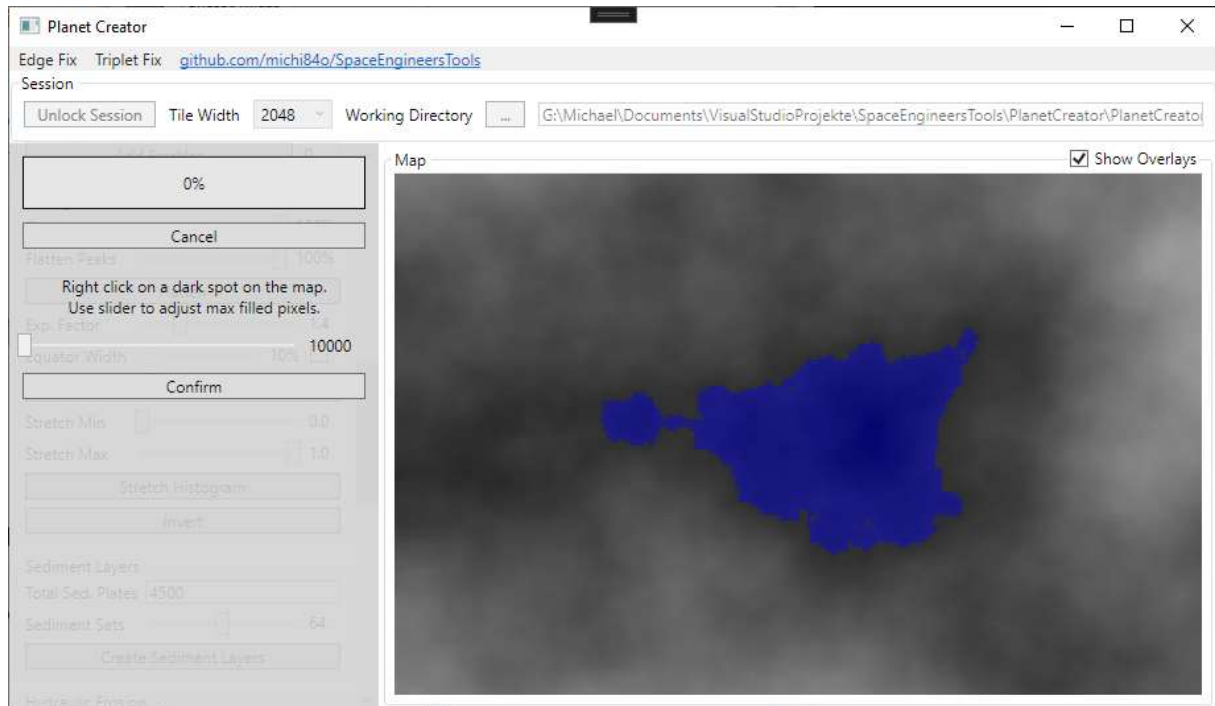 Planet Creator
Edge Fix Triplet Fix github.com/michi84o/SpaceEngineersTools
Session
Unlock Session Tile Width 2048 Working Directory ... G:\Michael\Documents\VisualStudioProjekte\SpaceEngineersTools\PlanetCreator\PlanetCreator
Map Show Overlays
0%
Cancel
Flatten Peaks 100%
Right click on a dark spot on the map.
Use slider to adjust max filled pixels.
Exp. Factor 1.4
10000
Equator Width 10%
Confirm
Stretch Min 0.0
Stretch Max 1.0
Stretch Histogram
Invert
Sediment Layers
Total Sed. Plates 4500
Sediment Sets 64
Create Sediment Layers
Hydraulic Erosion